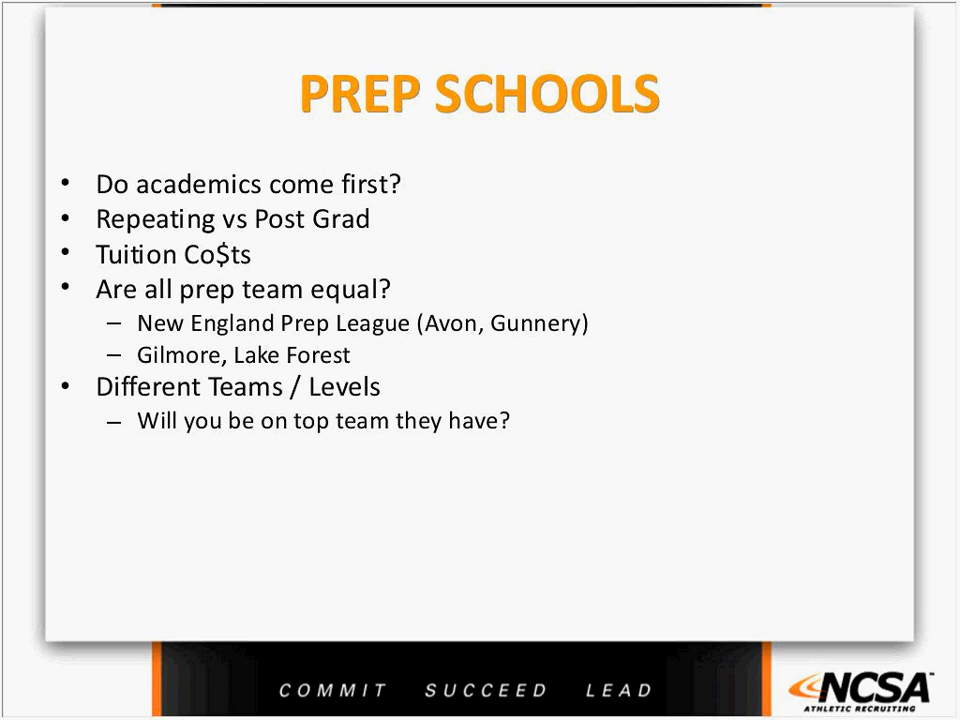 PREP SCHOOLS
• Do academics come first?
• Repeating vs Post Grad
• Tuition Co$ts
• Are all prep team equal?
– New England Prep League (Avon, Gunnery)
– Gilmore, Lake Forest
• Different Teams / Levels
– Will you be on top team they have?
COMMIT SUCCEED LEAD
NCSA™
ATHLETIC RECRUITING